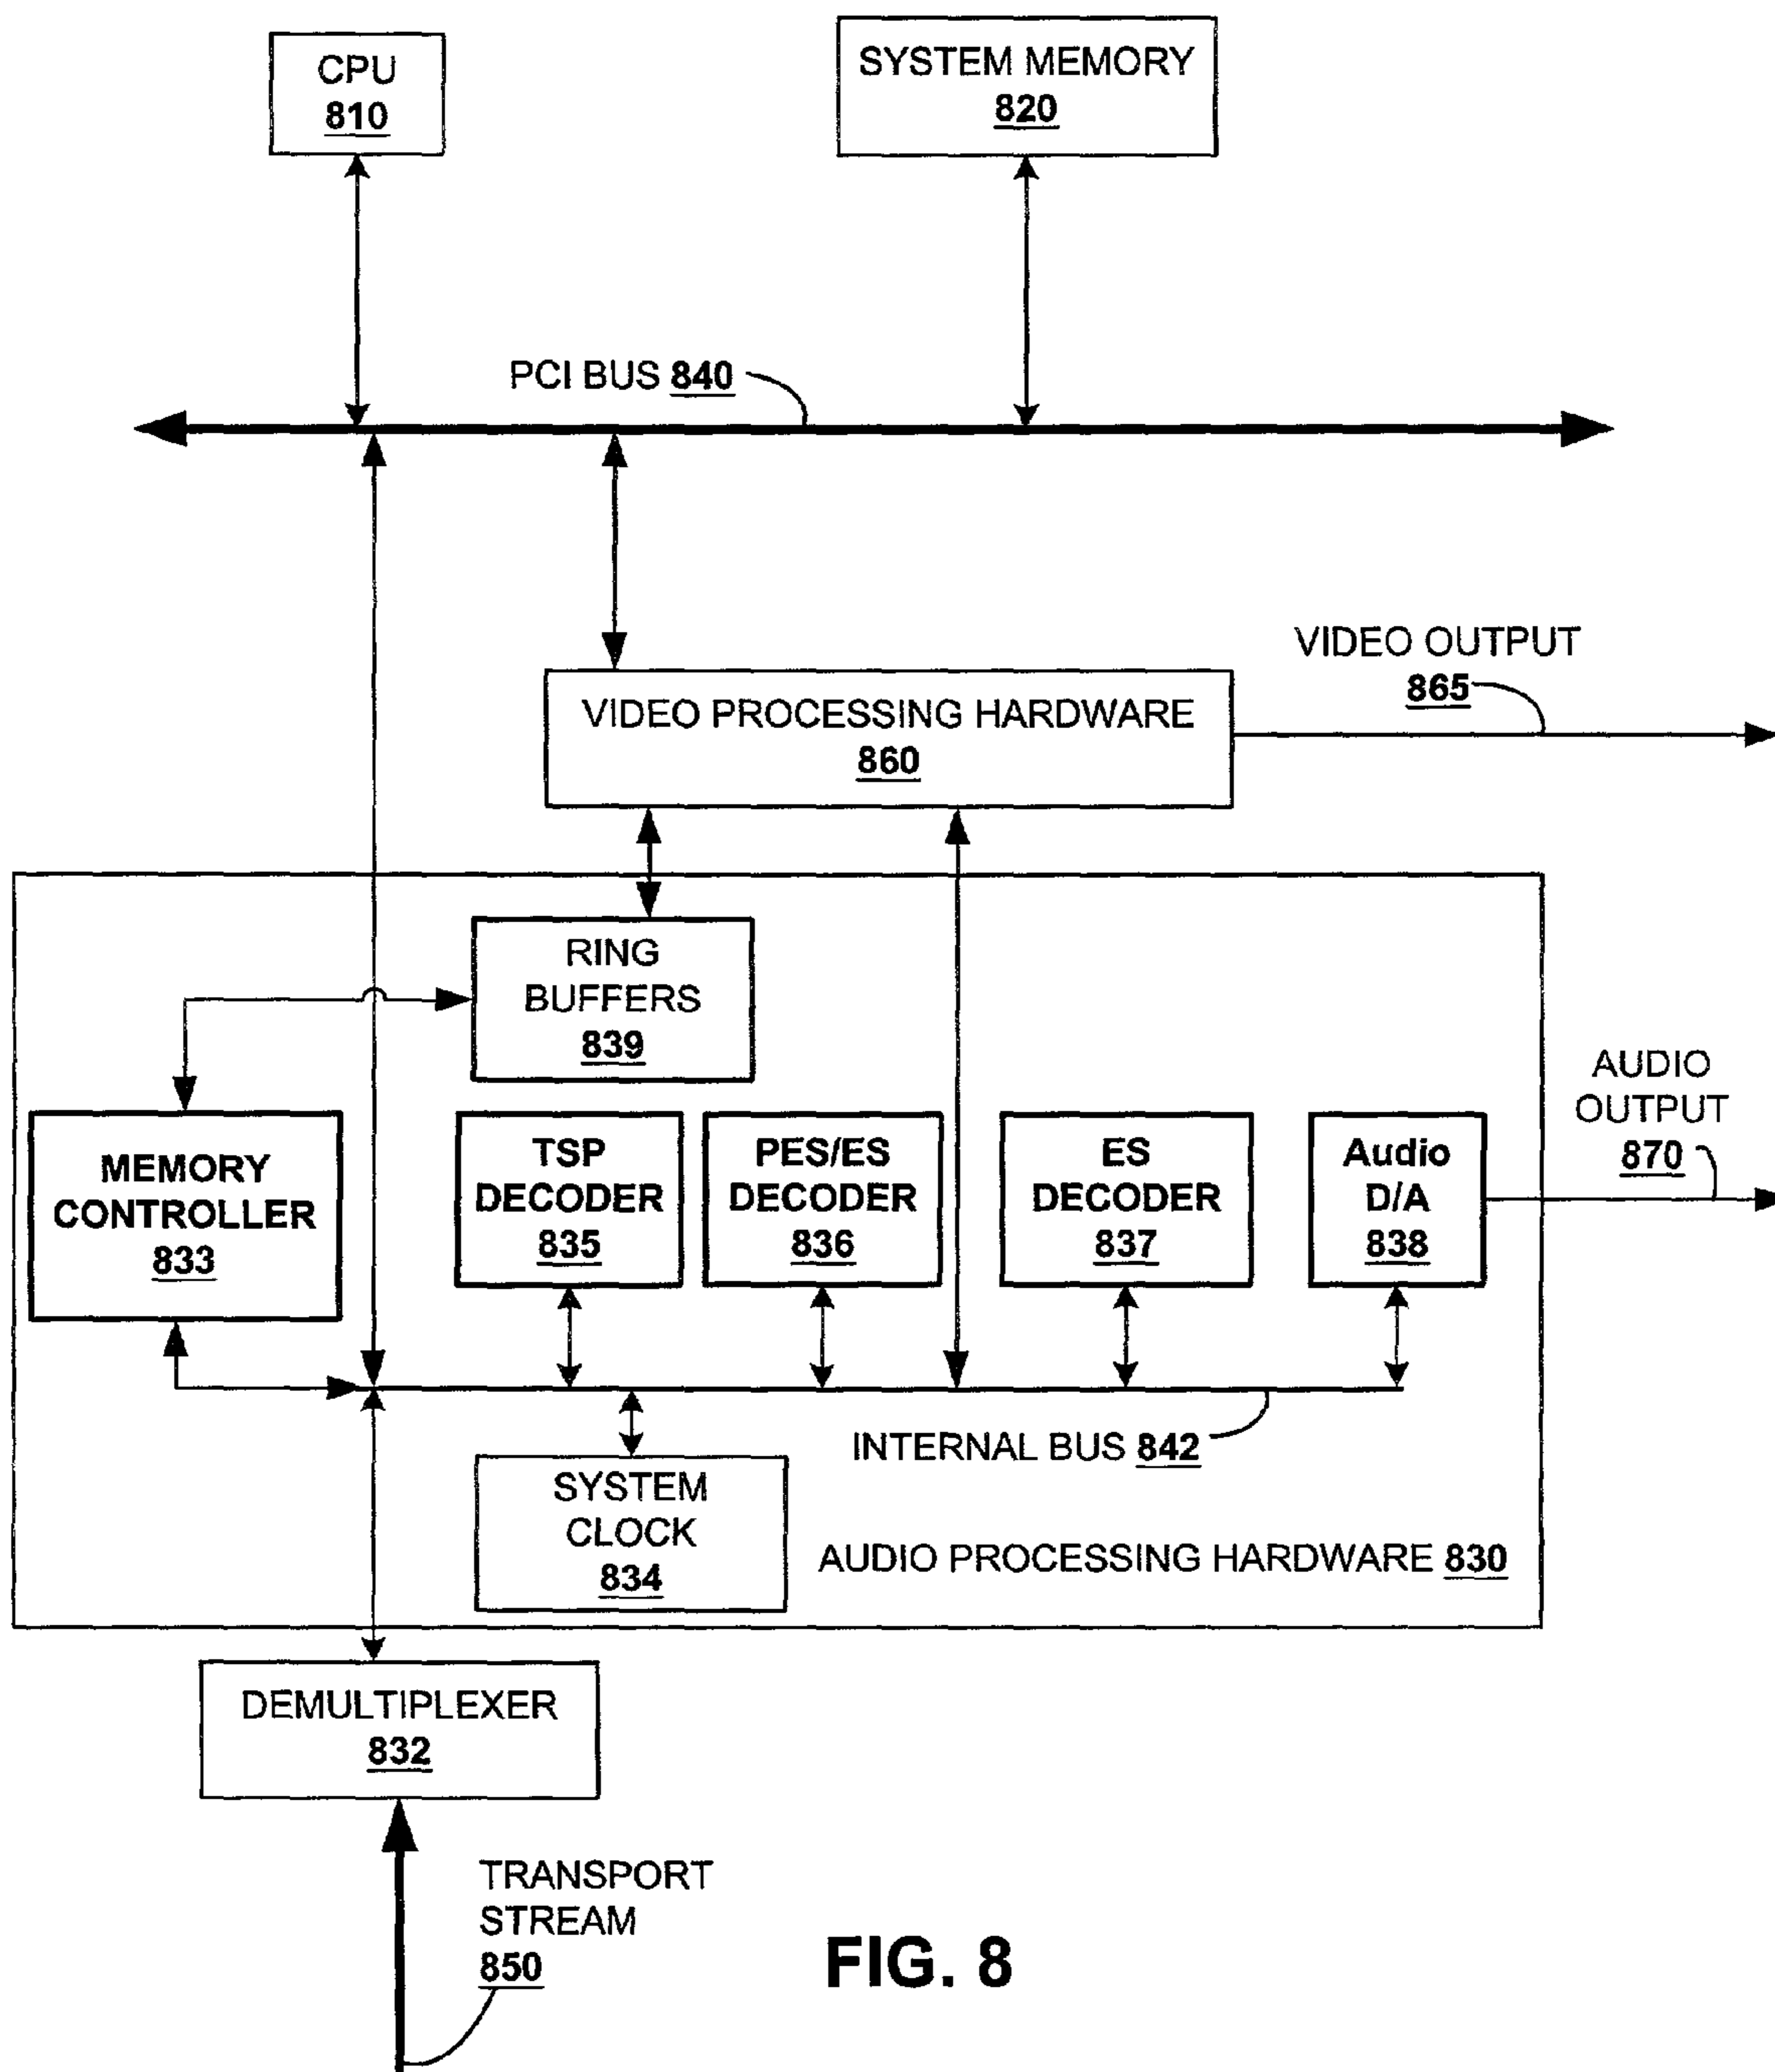 CPU
810
SYSTEM MEMORY
820
PCI BUS 840
VIDEO OUTPUT
865
VIDEO PROCESSING HARDWARE
860
RING
BUFFERS
839
AUDIO
OUTPUT
870
MEMORY
CONTROLLER
833
TSP
DECODER
835
PES/ES
DECODER
836
ES
DECODER
837
Audio
D/A
838
INTERNAL BUS 842
SYSTEM
CLOCK
834
AUDIO PROCESSING HARDWARE 830
DEMULTIPLEXER
832
TRANSPORT
STREAM
850
FIG. 8